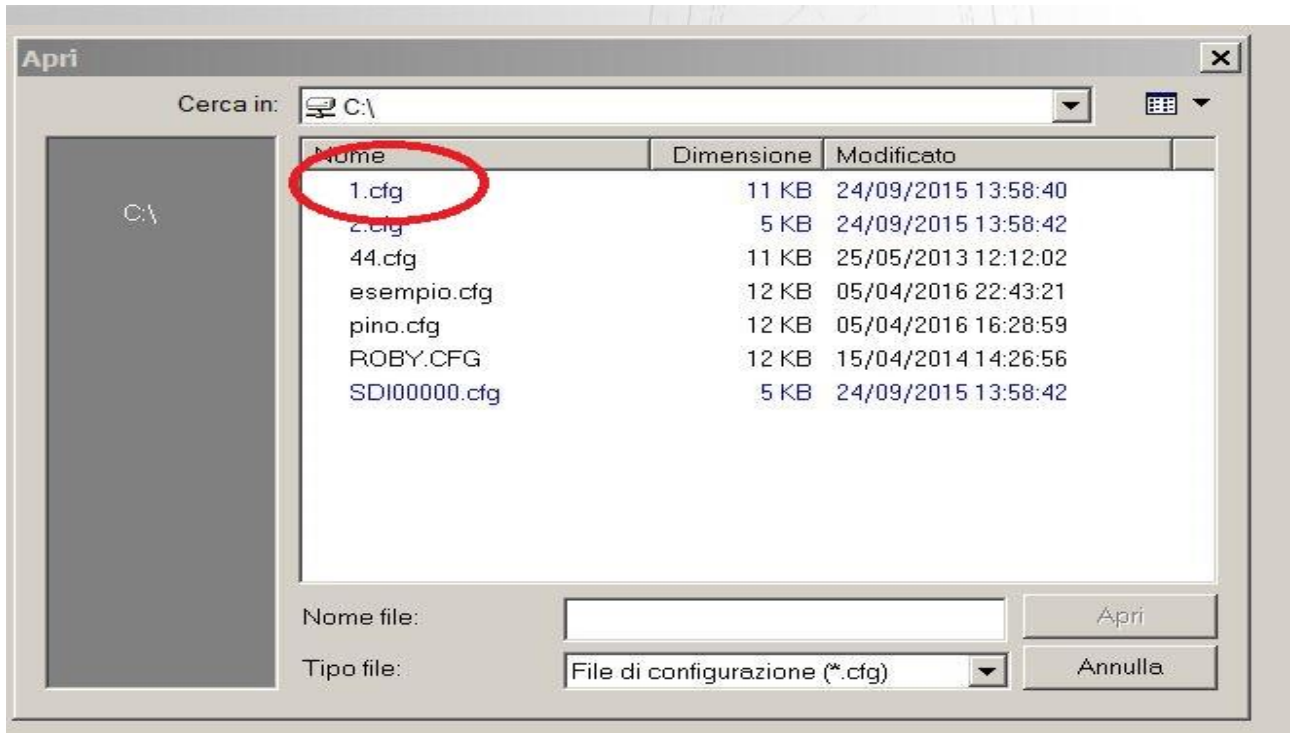 Apri
Cerca in: C:\
C:\
Nome Dimensione Modificato
1.cfg 11 KB 24/09/2015 13:58:40
2.cfg 5 KB 24/09/2015 13:58:42
44.cfg 11 KB 25/05/2013 12:12:02
esempio.cfg 12 KB 05/04/2016 22:43:21
pino.cfg 12 KB 05/04/2016 16:28:59
ROBY.CFG 12 KB 15/04/2014 14:26:56
SDI00000.cfg 5 KB 24/09/2015 13:58:42
Nome file: Apri
Tipo file: File di configurazione (*.cfg) Annulla